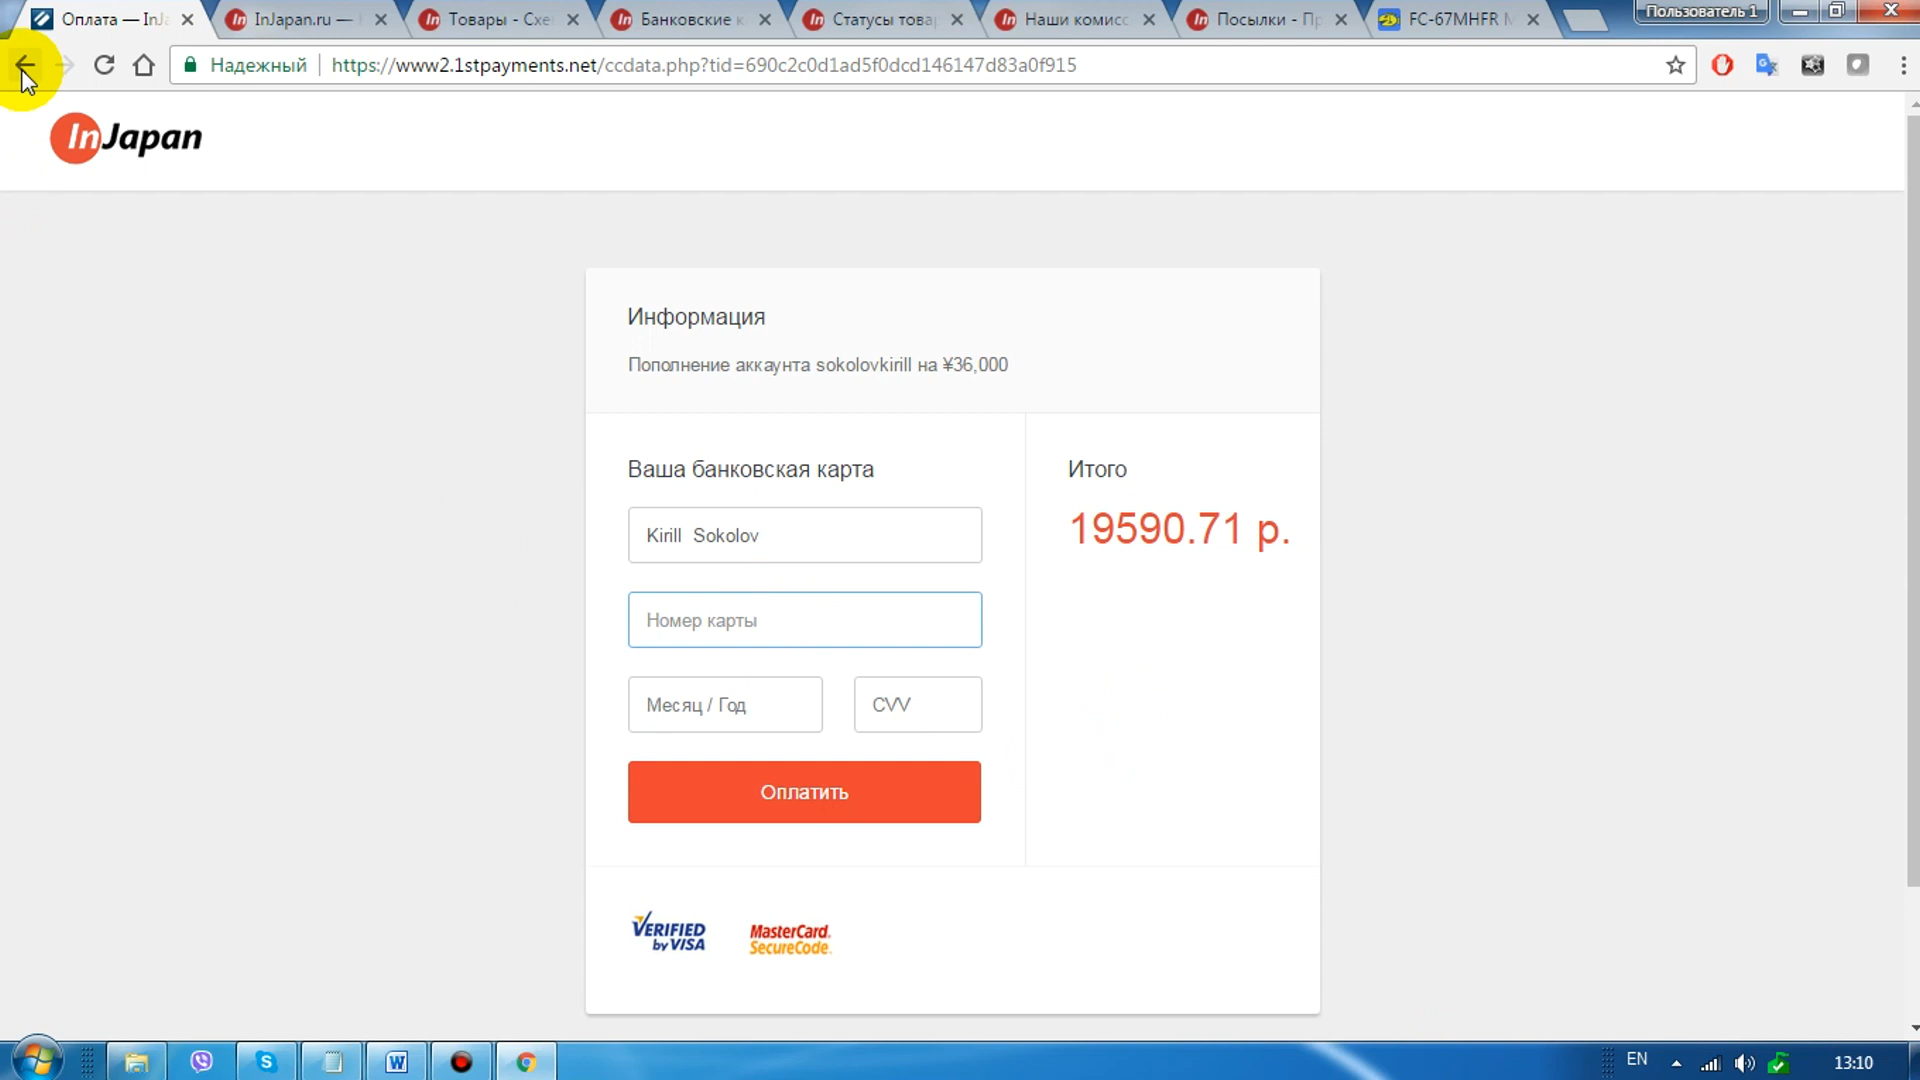 Оплата — InJa
InJapan.ru —
Товары - Схе
Банковские к
Статусы това
Наши комисс
Посылки - Пр
FC-67MHFR M
Пользователь 1
Надежный
https://www2.1stpayments.net/ccdata.php?tid=690c2c0d1ad5f0dcd146147d83a0f915
InJapan
Информация
Пополнение аккаунта sokolovkirill на ¥36,000
Ваша банковская карта
Итого
Kirill Sokolov
19590.71 р.
Номер карты
Месяц / Год
CVV
Оплатить
VERIFIED
by VISA
MasterCard.
SecureCode.
EN
13:10